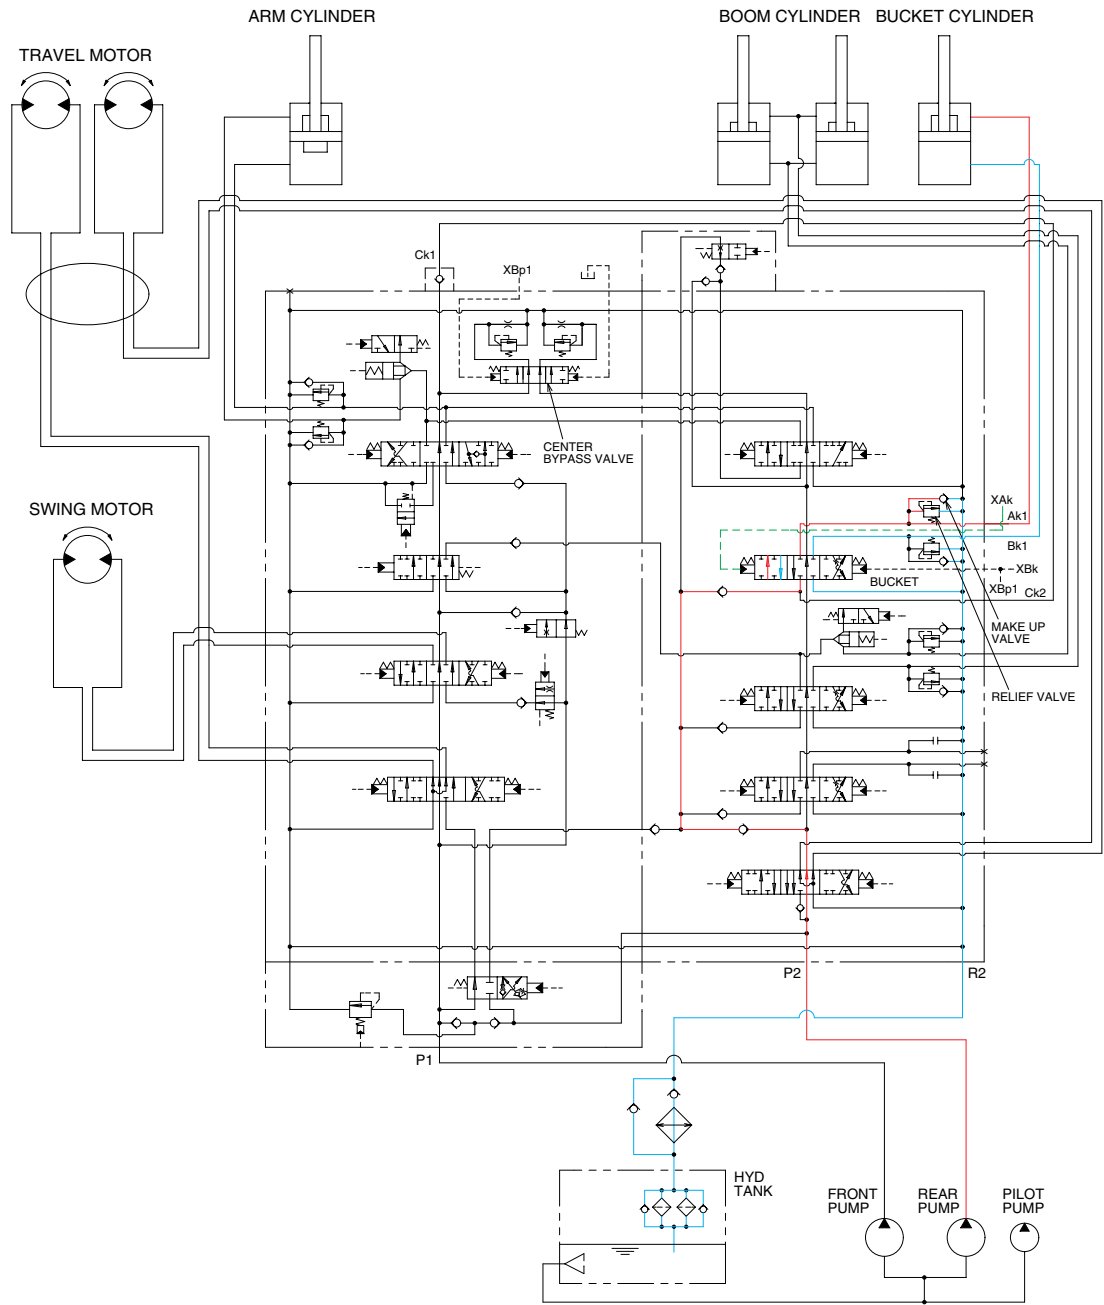 ARM CYLINDER
BOOM CYLINDER
BUCKET CYLINDER
TRAVEL MOTOR
Ck1
XBp1
CENTER
BYPASS VALVE
SWING MOTOR
XAk
Ak1
Bk1
BUCKET
XBk
XBp1
Ck2
MAKE UP
VALVE
RELIEF VALVE
P2
R2
P1
HYD
TANK
FRONT
PUMP
REAR
PUMP
PILOT
PUMP